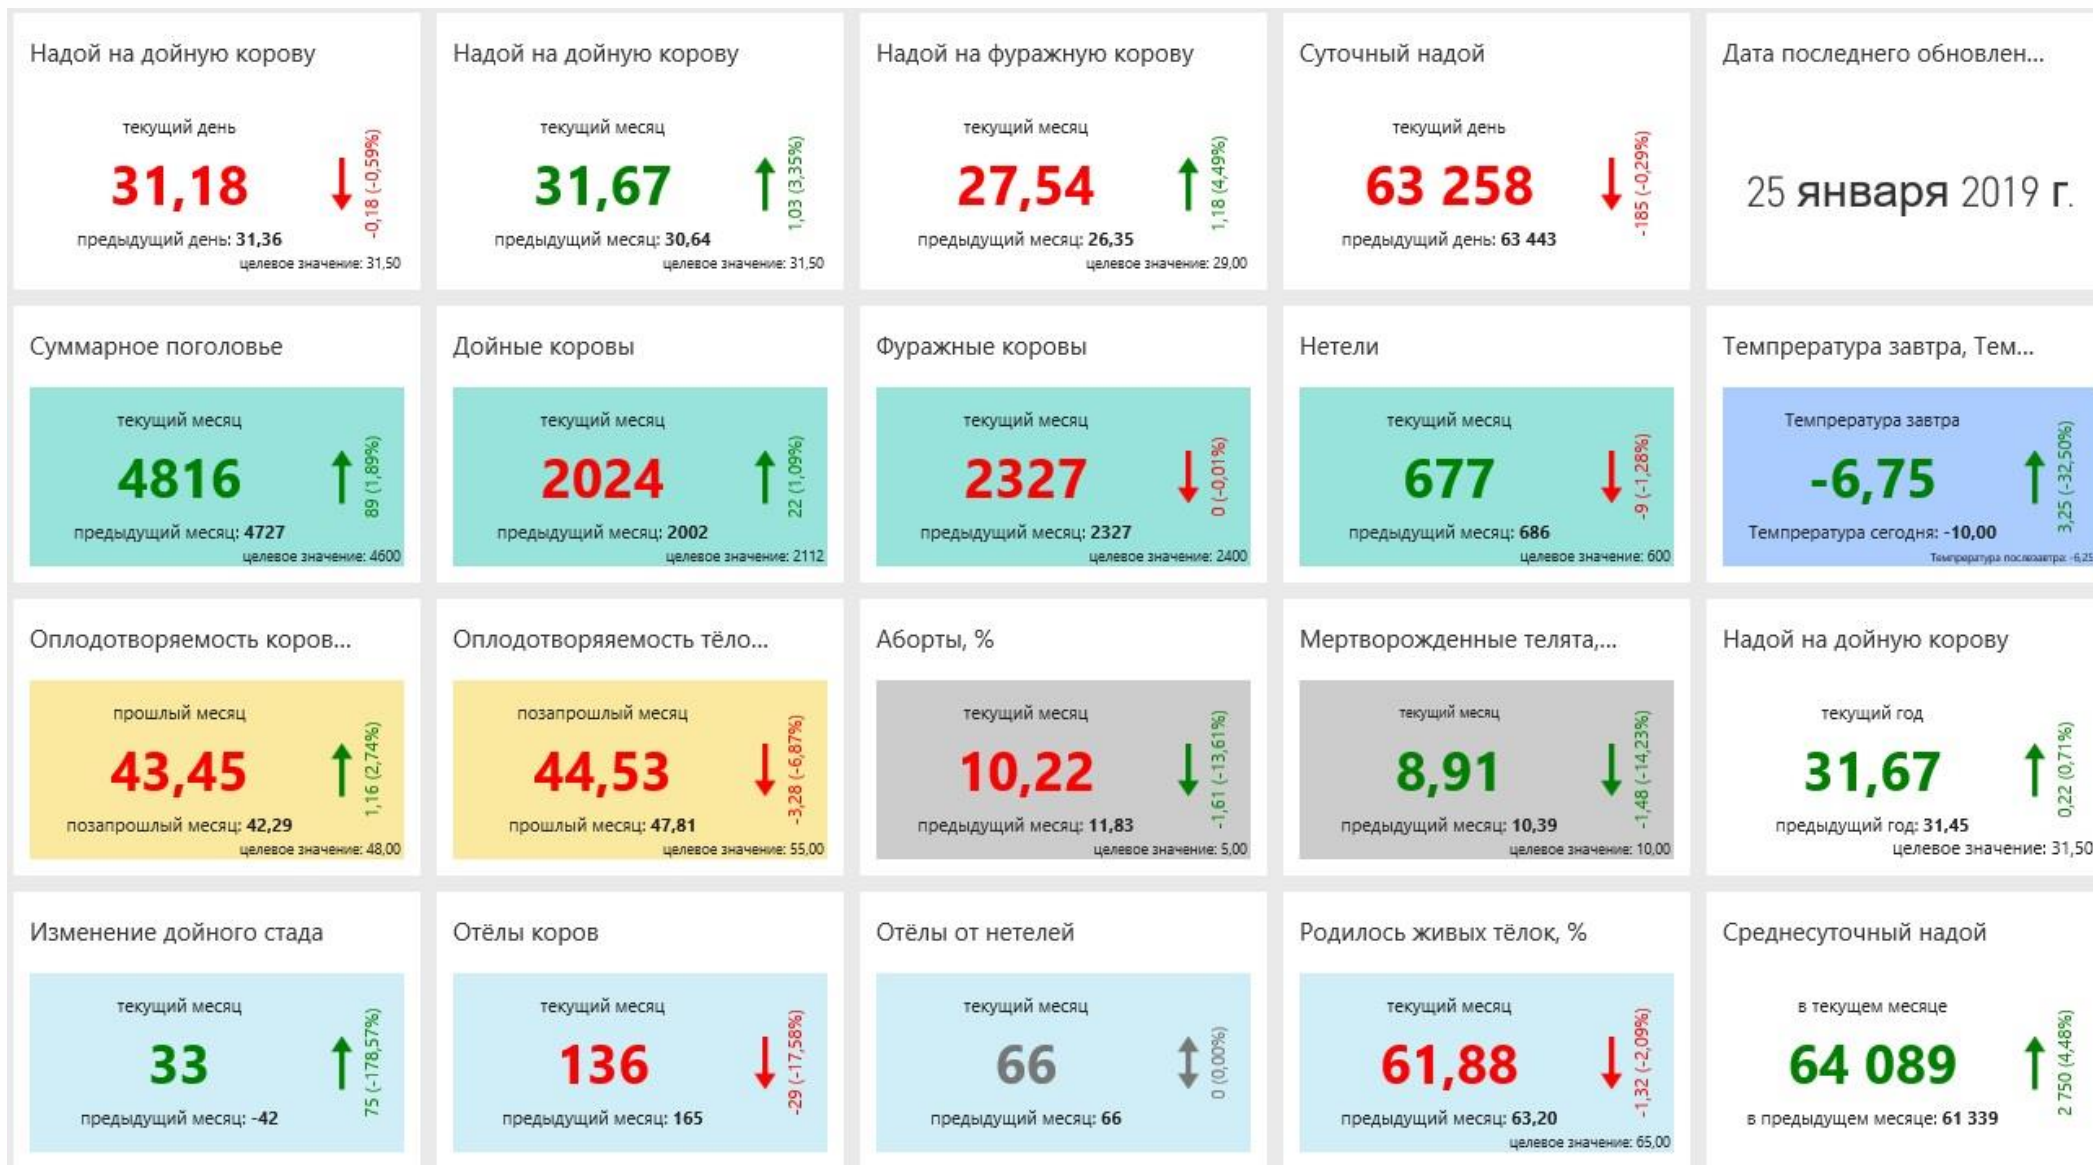 Надой на дойную корову
текущий день
31,18
-0,18 (-0,59%)
предыдущий день: 31,36
целевое значение: 31,50
Надой на дойную корову
текущий месяц
31,67
1,03 (3,35%)
предыдущий месяц: 30,64
целевое значение: 31,50
Надой на фуражную корову
текущий месяц
27,54
1,18 (4,49%)
предыдущий месяц: 26,35
целевое значение: 29,00
Суточный надой
текущий день
63 258
-185 (-0,29%)
предыдущий день: 63 443
Дата последнего обновлен...
25 января 2019 г.
Суммарное поголовье
текущий месяц
4816
89 (1,89%)
предыдущий месяц: 4727
целевое значение: 4600
Дойные коровы
текущий месяц
2024
22 (1,09%)
предыдущий месяц: 2002
целевое значение: 2112
Фуражные коровы
текущий месяц
2327
0 (-0,01%)
предыдущий месяц: 2327
целевое значение: 2400
Нетели
текущий месяц
677
-9 (-1,28%)
предыдущий месяц: 686
целевое значение: 600
Темпрература завтра, Тем...
Темпрература завтра
-6,75
3,25 (-32,50%)
Темпрература сегодня: -10,00
Темпрература послезавтра: -6,25
Оплодотворяемость коров...
прошлый месяц
43,45
1,16 (2,74%)
позапрошлый месяц: 42,29
целевое значение: 48,00
Оплодотворяяемость тёло...
позапрошлый месяц
44,53
-3,28 (-6,87%)
прошлый месяц: 47,81
целевое значение: 55,00
Аборты, %
текущий месяц
10,22
-1,61 (-13,61%)
предыдущий месяц: 11,83
целевое значение: 5,00
Мертворожденные телята,...
текущий месяц
8,91
-1,48 (-14,23%)
предыдущий месяц: 10,39
целевое значение: 10,00
Надой на дойную корову
текущий год
31,67
0,22 (0,71%)
предыдущий год: 31,45
целевое значение: 31,50
Изменение дойного стада
текущий месяц
33
75 (-178,57%)
предыдущий месяц: -42
Отёлы коров
текущий месяц
136
-29 (-17,58%)
предыдущий месяц: 165
Отёлы от нетелей
текущий месяц
66
0 (0,00%)
предыдущий месяц: 66
Родилось живых тёлок, %
текущий месяц
61,88
-1,32 (-2,09%)
предыдущий месяц: 63,20
целевое значение: 65,00
Среднесуточный надой
в текущем месяце
64 089
2 750 (4,48%)
в предыдущем месяце: 61 339